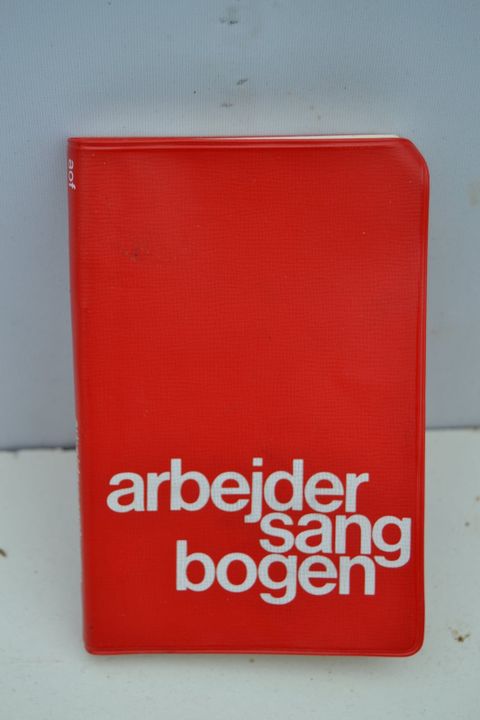 aof
arbejder
sang
bogen